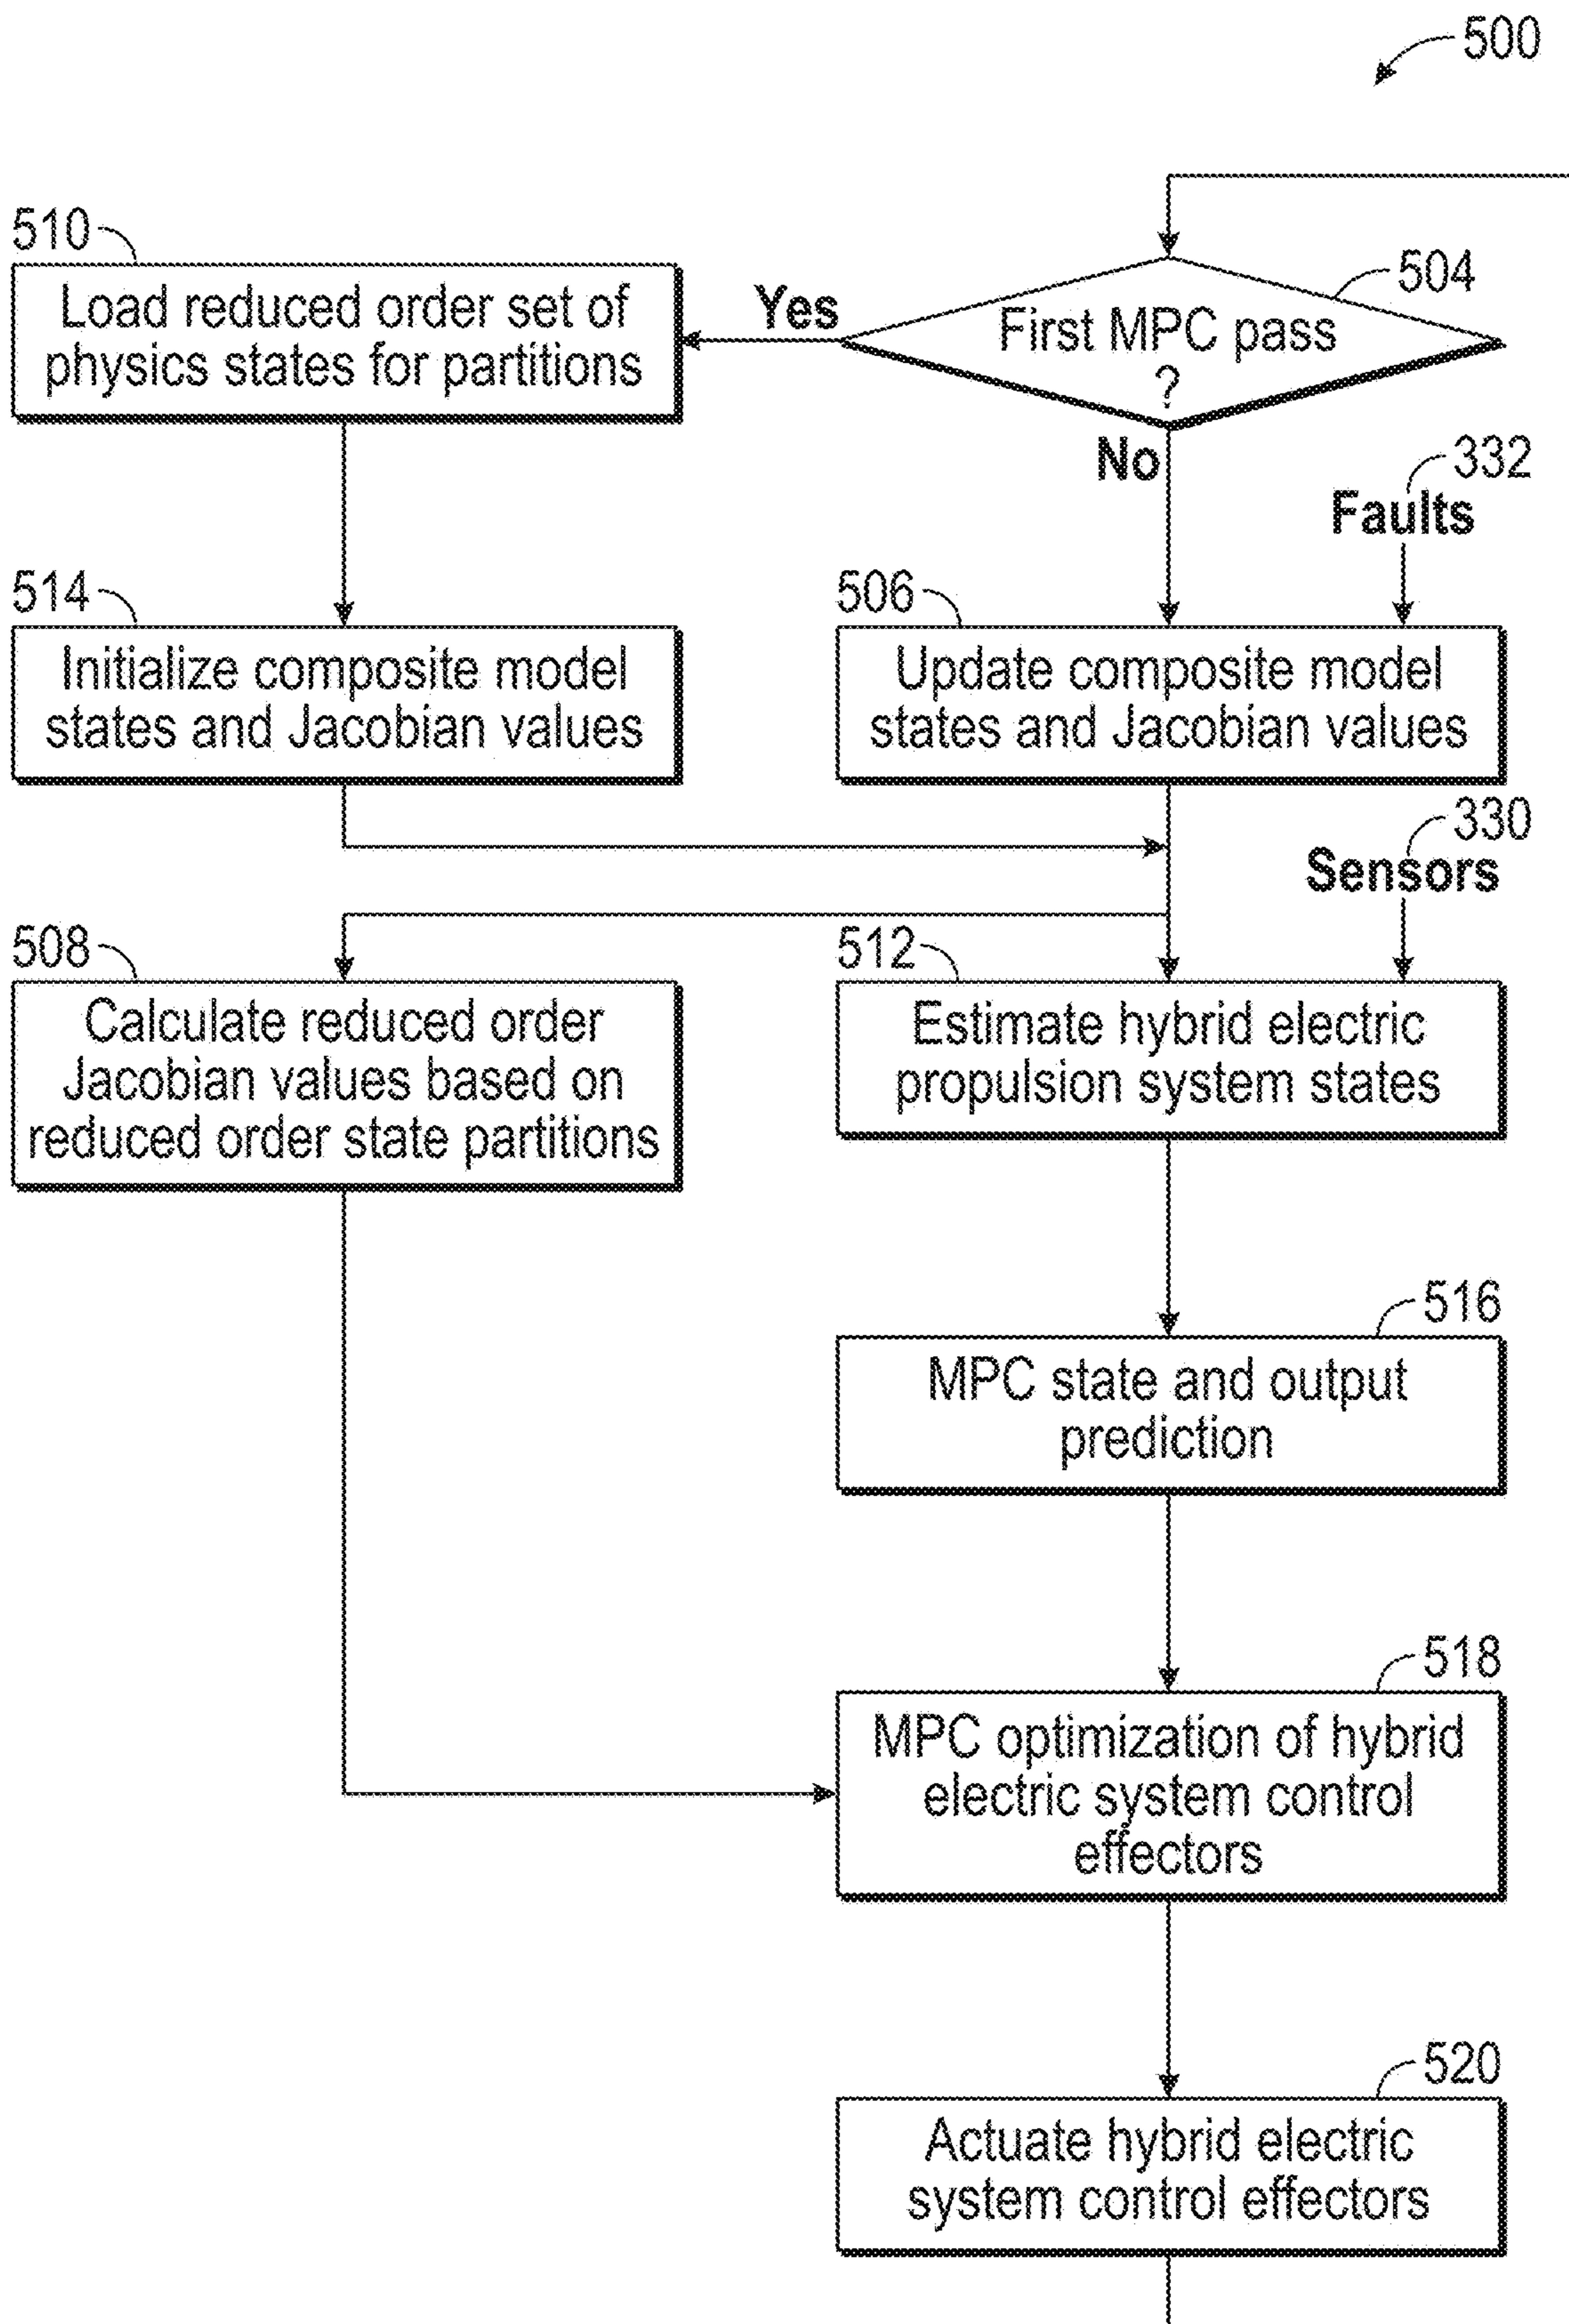 500
510
Load reduced order set of
physics states for partitions
Yes
504
First MPC pass
?
No
332
Faults
514
Initialize composite model
states and Jacobian values
506
Update composite model
states and Jacobian values
330
Sensors
508
Calculate reduced order
Jacobian values based on
reduced order state partitions
512
Estimate hybrid electric
propulsion system states
516
MPC state and output
prediction
518
MPC optimization of hybrid
electric system control
effectors
520
Actuate hybrid electric
system control effectors